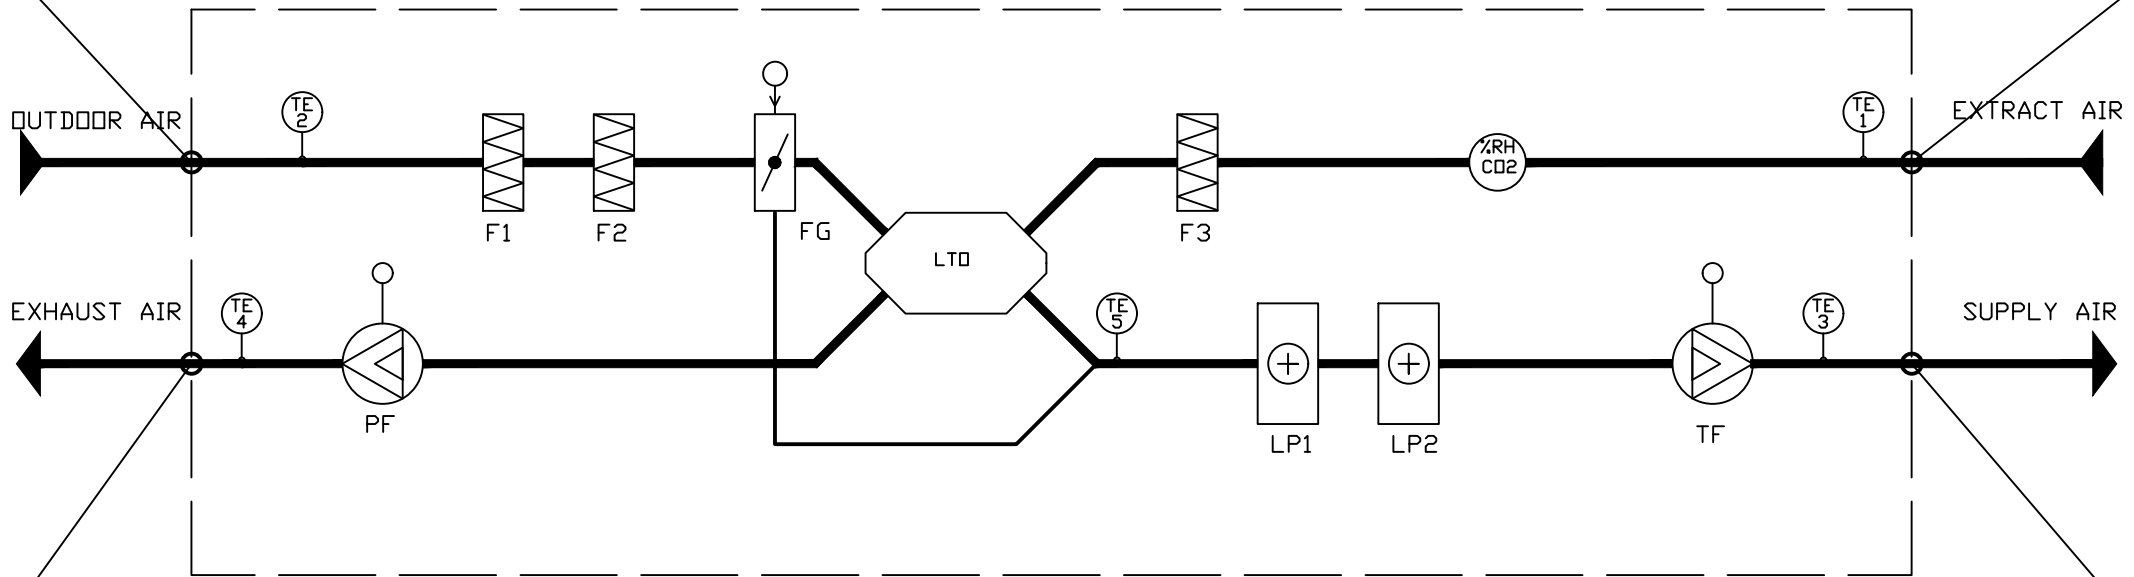 TE
2
TE
1
OUTDOOR AIR
EXTRACT AIR
%RH
CO2
F1
F2
FG
F3
LTO
EXHAUST AIR
TE
4
TE
5
TE
3
SUPPLY AIR
PF
LP1
LP2
TF